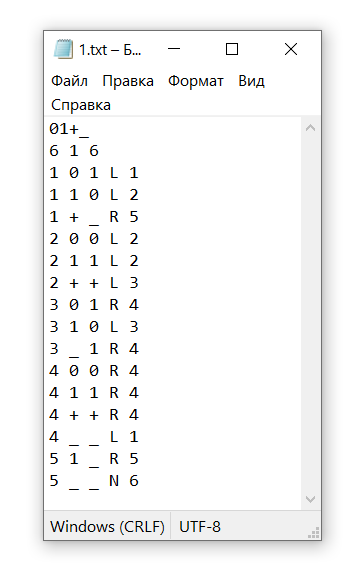 1.txt – Б...
Файл Правка Формат Вид
Справка
01+_
6 1 6
1 0 1 L 1
1 1 0 L 2
1 + _ R 5
2 0 0 L 2
2 1 1 L 2
2 + + L 3
3 0 1 R 4
3 1 0 L 3
3 _ 1 R 4
4 0 0 R 4
4 1 1 R 4
4 + + R 4
4 _ _ L 1
5 1 _ R 5
5 _ _ N 6
Windows (CRLF) UTF-8